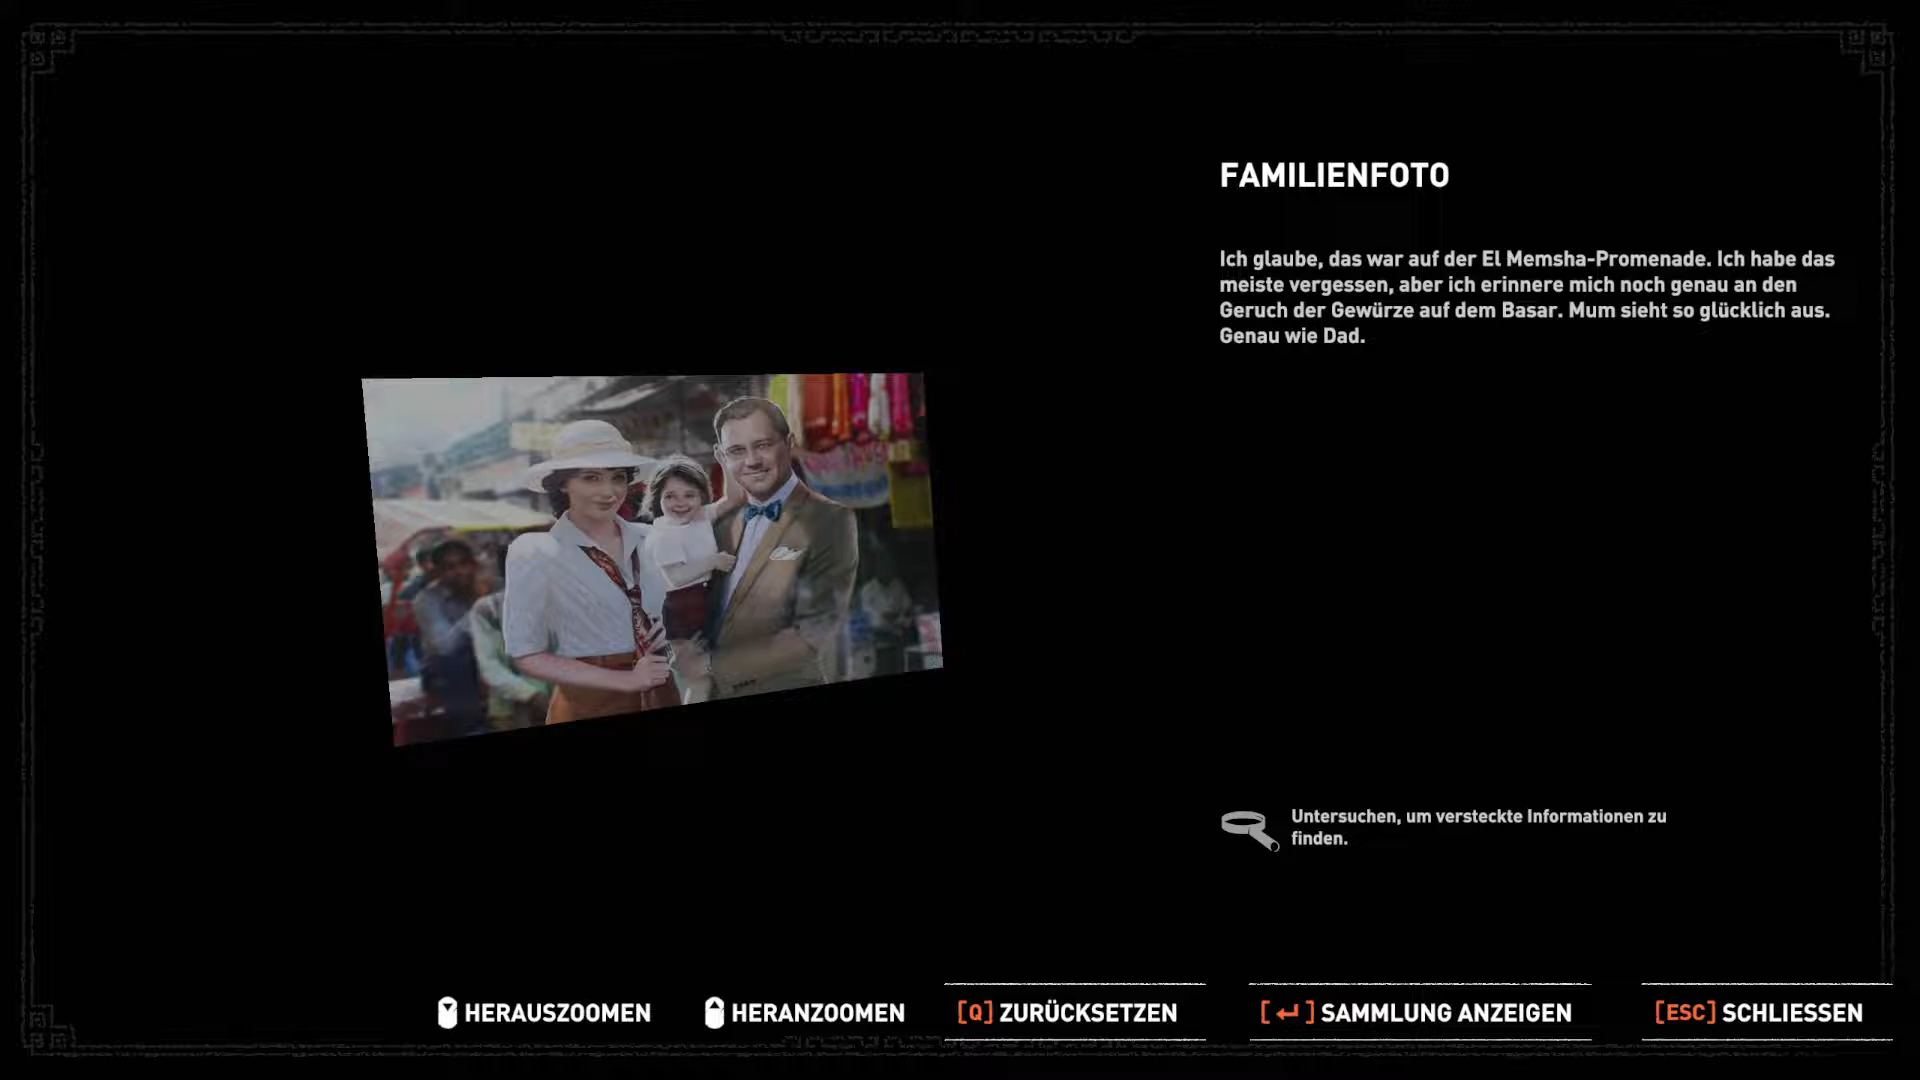 FAMILIENFOTO
Ich glaube, das war auf der El Memsha-Promenade. Ich habe das
meiste vergessen, aber ich erinnere mich noch genau an den
Geruch der Gewürze auf dem Basar. Mum sieht so glücklich aus.
Genau wie Dad.
Untersuchen, um versteckte Informationen zu
finden.
HERAUSZOOMEN
HERANZOOMEN
[Q] ZURÜCKSETZEN
[↵] SAMMLUNG ANZEIGEN
[ESC] SCHLIESSEN